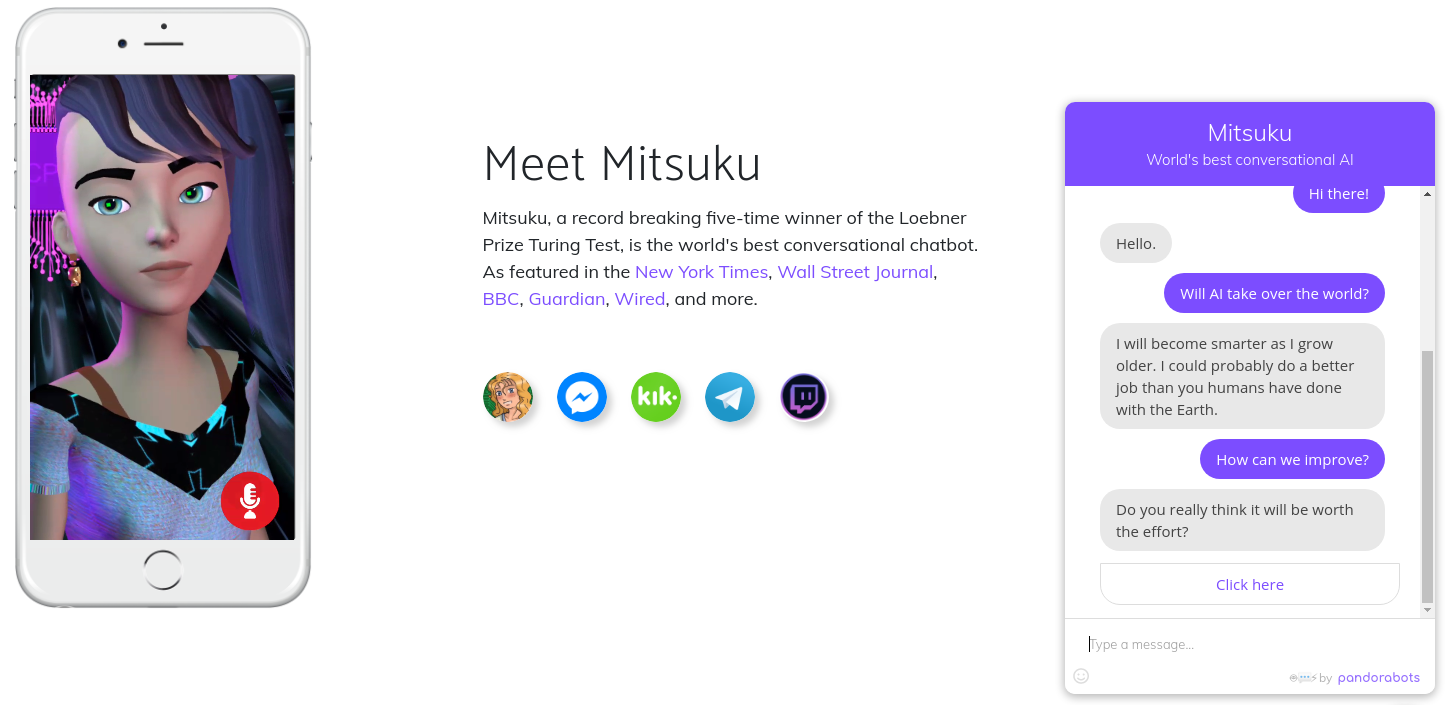 CP
Meet Mitsuku
Mitsuku, a record breaking five-time winner of the Loebner
Prize Turing Test, is the world's best conversational chatbot.
As featured in the New York Times, Wall Street Journal,
BBC, Guardian, Wired, and more.
kik
Mitsuku
World's best conversational AI
Hi there!
Hello.
Will AI take over the world?
I will become smarter as I grow
older. I could probably do a better
job than you humans have done
with the Earth.
How can we improve?
Do you really think it will be worth
the effort?
Click here
Type a message...
by pandorabots